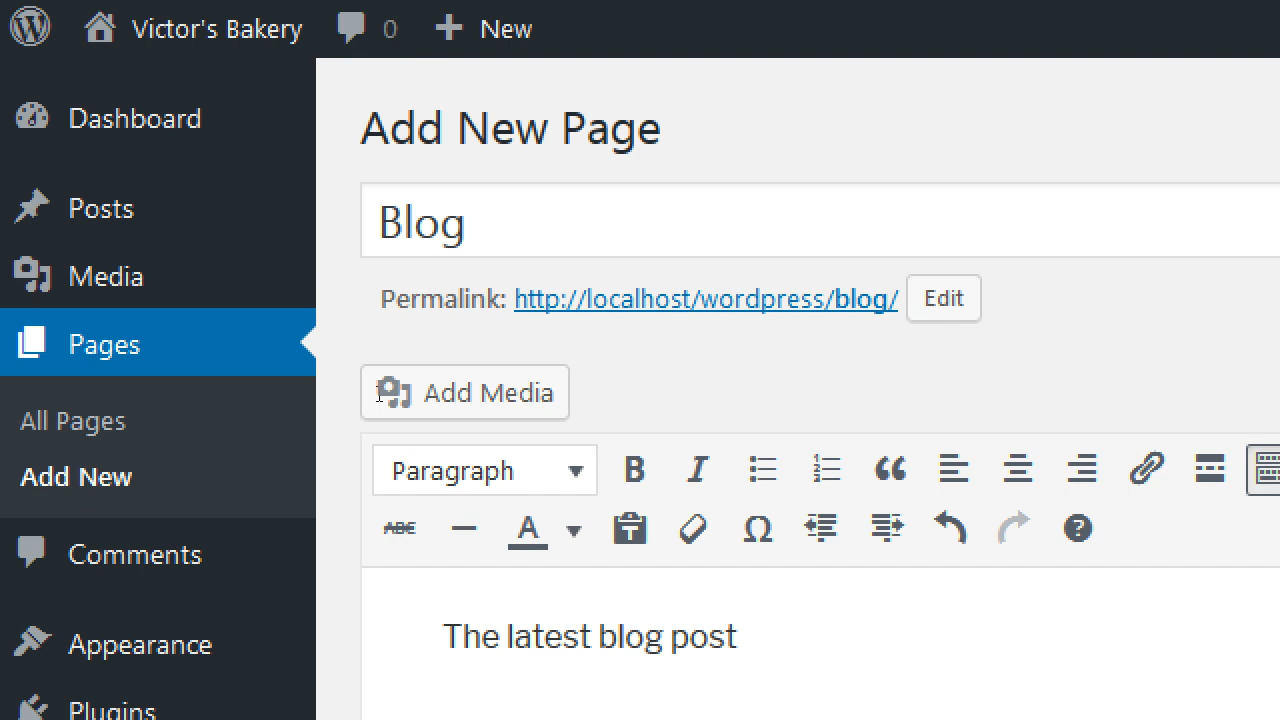 Victor's Bakery 0 New
Dashboard
Posts
Media
Pages
All Pages
Add New
Comments
Appearance
Plugins
Add New Page
Blog
Permalink: http://localhost/wordpress/blog/ Edit
Add Media
Paragraph B I
ABC A Ω
The latest blog post